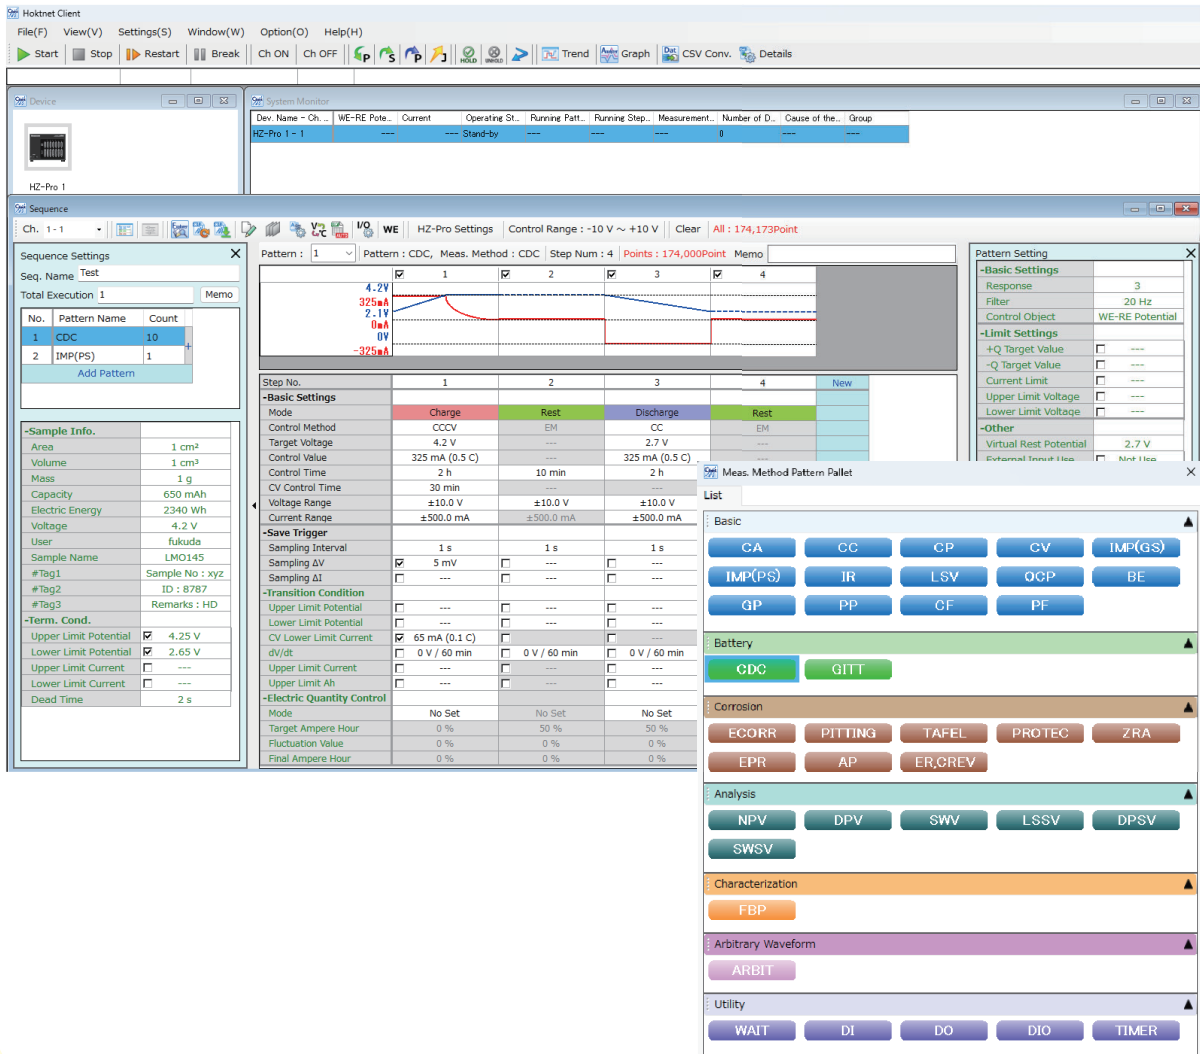 Hoktnet Client
File(F) View(V) Settings(S) Window(W) Option(O) Help(H)
Start Stop Restart Break Ch ON Ch OFF P S P J HOLD UNHOLD Trend Graph CSV Conv. Details
Device
HZ-Pro 1
System Monitor
Dev. Name - Ch. ... WE-RE Pote... Current Operating St... Running Patt... Running Step... Measurement... Number of D... Cause of the... Group
HZ-Pro 1 - 1 --- --- Stand-by --- --- --- 0 --- ---
Sequence
Ch. 1-1 I/O WE HZ-Pro Settings Control Range : -10 V ～ +10 V Clear All : 174,173Point
Sequence Settings
Seq. Name Test
Total Execution 1 Memo
No. Pattern Name Count
1 CDC 10
2 IMP(PS) 1
+
Add Pattern
-Sample Info.
Area 1 cm²
Volume 1 cm³
Mass 1 g
Capacity 650 mAh
Electric Energy 2340 Wh
Voltage 4.2 V
User fukuda
Sample Name LMO145
#Tag1 Sample No : xyz
#Tag2 ID : 8787
#Tag3 Remarks : HD
-Term. Cond.
Upper Limit Potential 4.25 V
Lower Limit Potential 2.65 V
Upper Limit Current ---
Lower Limit Current ---
Dead Time 2 s
Pattern : 1 Pattern : CDC, Meas. Method : CDC Step Num : 4 Points : 174,000Point Memo
1 2 3 4
4.2V
325mA
2.1V
0mA
0V
-325mA
Step No. 1 2 3 4 New
-Basic Settings
Mode Charge Rest Discharge Rest
Control Method CCCV EM CC EM
Target Voltage 4.2 V --- 2.7 V ---
Control Value 325 mA (0.5 C) --- 325 mA (0.5 C) ---
Control Time 2 h 10 min 2 h
CV Control Time 30 min --- ---
Voltage Range ±10.0 V ±10.0 V ±10.0 V
Current Range ±500.0 mA ±500.0 mA ±500.0 mA
-Save Trigger
Sampling Interval 1 s 1 s 1 s
Sampling ΔV 5 mV --- ---
Sampling ΔI --- --- ---
-Transition Condition
Upper Limit Potential --- --- ---
Lower Limit Potential --- --- ---
CV Lower Limit Current 65 mA (0.1 C) ---
dV/dt 0 V / 60 min 0 V / 60 min 0 V / 60 min
Upper Limit Current --- --- ---
Upper Limit Ah --- --- ---
-Electric Quantity Control
Mode No Set No Set No Set
Target Ampere Hour 0 % 50 % 50 %
Fluctuation Value 0 % 0 % 0 %
Final Ampere Hour 0 % 0 % 0 %
Pattern Setting
-Basic Settings
Response 3
Filter 20 Hz
Control Object WE-RE Potential
-Limit Settings
+Q Target Value ---
-Q Target Value ---
Current Limit ---
Upper Limit Voltage ---
Lower Limit Voltage ---
-Other
Virtual Rest Potential 2.7 V
External Input Use Not Use
Meas. Method Pattern Pallet
List
Basic
CA CC CP CV IMP(GS)
IMP(PS) IR LSV OCP BE
GP PP CF PF
Battery
CDC GITT
Corrosion
ECORR PITTING TAFEL PROTEC ZRA
EPR AP ER,CREV
Analysis
NPV DPV SWV LSSV DPSV
SWSV
Characterization
FBP
Arbitrary Waveform
ARBIT
Utility
WAIT DI DO DIO TIMER